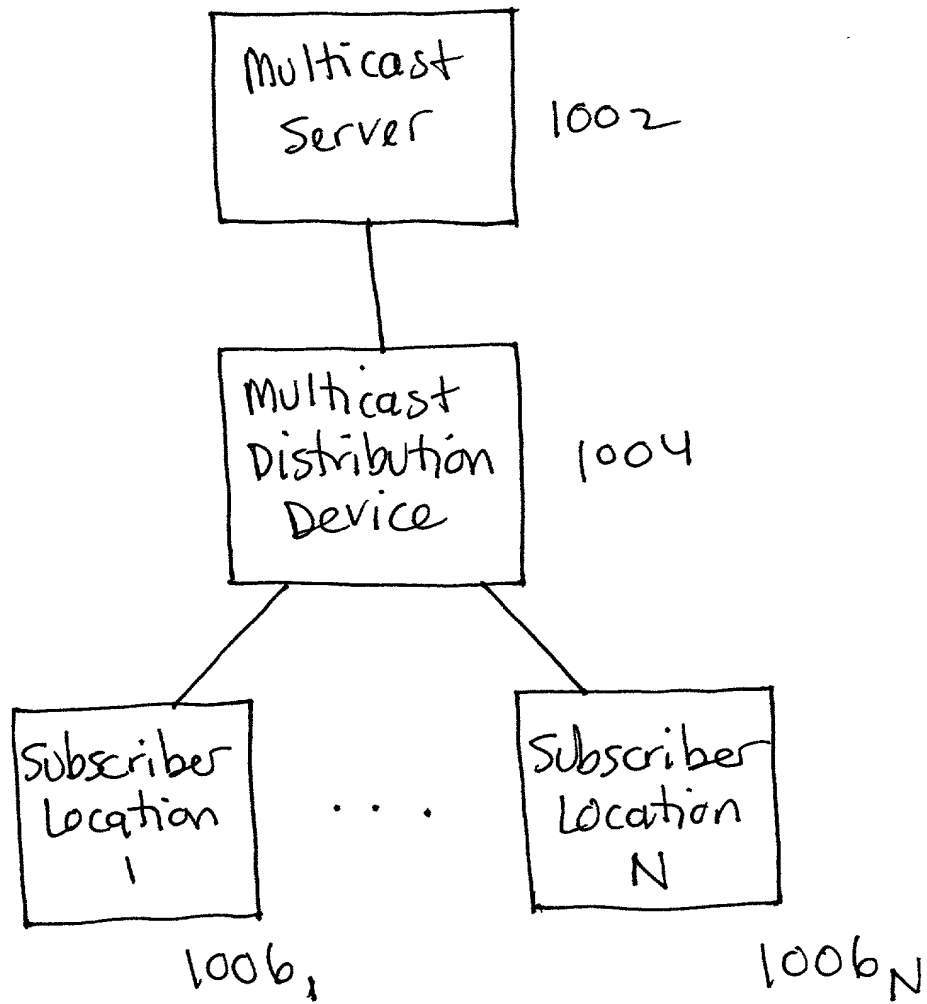 Multicast
Server
1002
Multicast
Distribution
Device
1004
Subscriber
Location
1
. . .
Subscriber
Location
N
1006₁
1006N